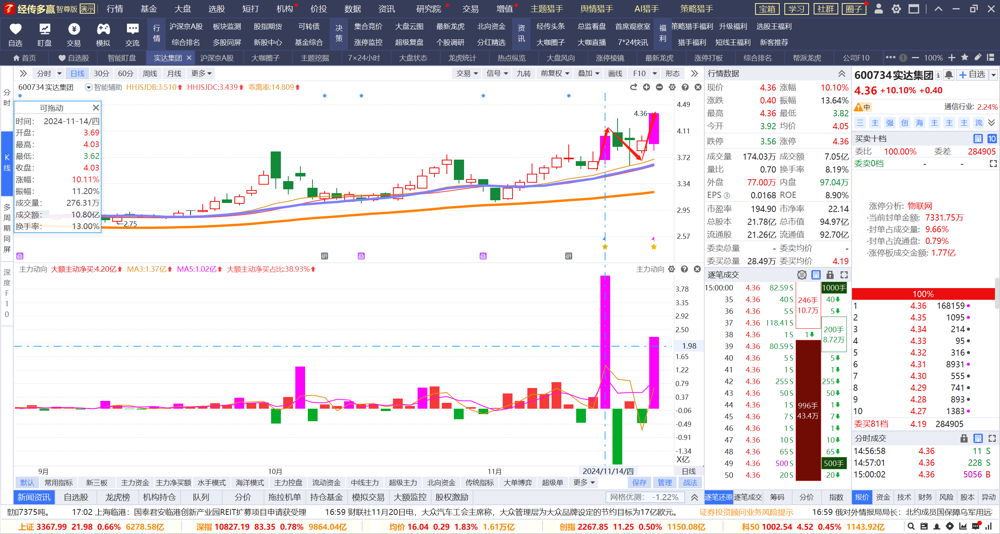 经传多赢 智尊版 演示 行情 基金 大盘 选股 短打 机构 价投 数据 资讯 研究院 交易 增值 主题猎手 舆情猎手 AI猎手 策略猎手 宝箱 学习 社群 圈子
自选 盯盘 交易 模拟 交流
行情 沪深京A股 板块监测 股指期货 可转债 决策 集合竞价 大盘云图 最新龙虎 北向资金 资讯 经传头条 总监看盘 首席观察室 福利 策略猎手福利 升级福利 选股王福利
综合排名 多股同屏 新股中心 基金综合 涨停监控 超级复盘 个股调研 分红精选 大咖圈子 大咖直播 7*24快讯 猎手福利 短线王福利 新客推荐
首页 自选股 智能盯盘 实达集团 沪深京A股 大咖圈子 主题挖掘 7×24小时 大盘状态 龙虎统计 热点纵览 大盘风向 涨停棱镜 最新龙虎 涨停打板 综合排名 帮派龙虎 公司F10 100%
分时
K线
多周期同屏
深度F10
分时 日线 30分 60分 周线 月线 更多 交易 信号 九转 前复权 叠加 画线 F10 形态
600734 实达集团 智能辅助 HHJSJDB:3.510 HHJSJDC:3.439 乖离率:14.809
可拖动
时间: 2024-11-14/四
开盘: 3.69
最高: 4.03
最低: 3.62
收盘: 4.03
涨幅: 10.11%
振幅: 11.20%
成交量: 276.31万
成交额: 10.80亿
换手率: 13.00%
4.36
←2.75
4.49
4.11
3.72
3.34
2.95
2.57
叠 研 叠 叠 研
主力动向 大额主动净买:4.20亿 MA3:1.37亿 MA5:1.02亿 大额主动净买占比:38.93% 主力动向
3.78
3.35
2.92
2.50
1.98
1.65
1.22
0.79
0.37
-0.06
-0.49
-0.91
-1.34
X亿
9月 10月 11月 2024/11/14/四 日线
默认 常用指标 新三板 主力资金 主力净买额 水手模式 海洋模式 主力控盘 流动资金 中线主力 超级主力 北向资金 传统指标 大单博弈 超级单 更多 保存 管理 战法
新闻资讯 自选股 龙虎榜 机构持仓 队列 分价 拖拉机单 持仓基金 模拟交易 大额监控 股权激励 网格优测: -1.22%
行情数据
现价 4.36 涨幅 10.10%
涨跌 0.40 振幅 13.64%
最高 4.36 最低 3.82
今开 3.92 均价 4.05
跌停 3.56 涨停 4.36
成交量 174.03万 成交额 7.05亿
量比 0.70 换手率 8.19%
外盘 77.00万 内盘 97.04万
EPS③ 0.0168 ROE 8.90%
市盈率 194.90 市净率 22.14
总股本 21.78亿 总市值 94.97亿
流通股 21.26亿 流通值 92.70亿
委卖总量 - 委卖均价 -
委买总量 28.49万 委买均价 4.19
逐笔成交 单 量
15:00:00 4.36 82.59 S
35 4.36 40 S
36 4.36 5 S
37 4.36 118.41 S
38 4.36 1 S
39 4.36 80.59 S
40 4.36 5 S
41 4.36 1 S
42 4.36 255 S
43 4.36 50 S
44 4.36 1 S
45 4.36 7 S
46 4.36 1 S
47 4.36 10 S
48 4.36 65 S
49 4.36 500 S
50 4.36 20 S
246手
10.7万
1
996手
43.4万
1000手
40
5
200手
8.72万
5
1
255
50
1
7
1
10
65
500手
20
逐笔还原 逐笔成交 筹码 分价 指数
600734 实达集团 自选
4.36 +10.10% +0.40
中 通信行业: 2.24%
三 主 强 创 海 主 主 主 流
买卖十档 量 10
委比 100.00% 委差 284905
委卖0档 - -
涨停分析: 物联网
·当前封单金额: 7331.75万
·封单占成交量: 9.66%
·封单占流通盘: 0.79%
·涨停板成交金额: 1.77亿
100%
1 4.36 168159
2 4.35 1095
3 4.34 214
4 4.33 95
5 4.32 316
6 4.31 8931
7 4.30 555
8 4.29 741
9 4.28 893
10 4.27 1383
委买81档 4.19 284905
分时成交 量
14:56:58 4.36 11 S
14:57:01 4.36 228 S
15:00:02 4.36 5056 B
报价 资金 技术 财务 风险 股本 异动
增加7375吨。 17:02 上海临港：国泰君安临港创新产业园REIT扩募项目申请获受理 16:59 财联社11月20日电，大众汽车工会主席称，大众管理层为大众品牌设定的节约目标为17亿欧元。 证券投资顾问业务风险提示 16:59 俄对外情报局局长：北约成员国保障乌军用远
上证 3367.99 21.98 0.66% 6278.58亿 深指 10827.19 83.35 0.78% 9864.04亿 均价 16.04 0.29 1.83% 1.61万亿 创指 2267.85 11.25 0.50% 1150.08亿 科50 1002.54 4.52 0.45% 1143.92亿